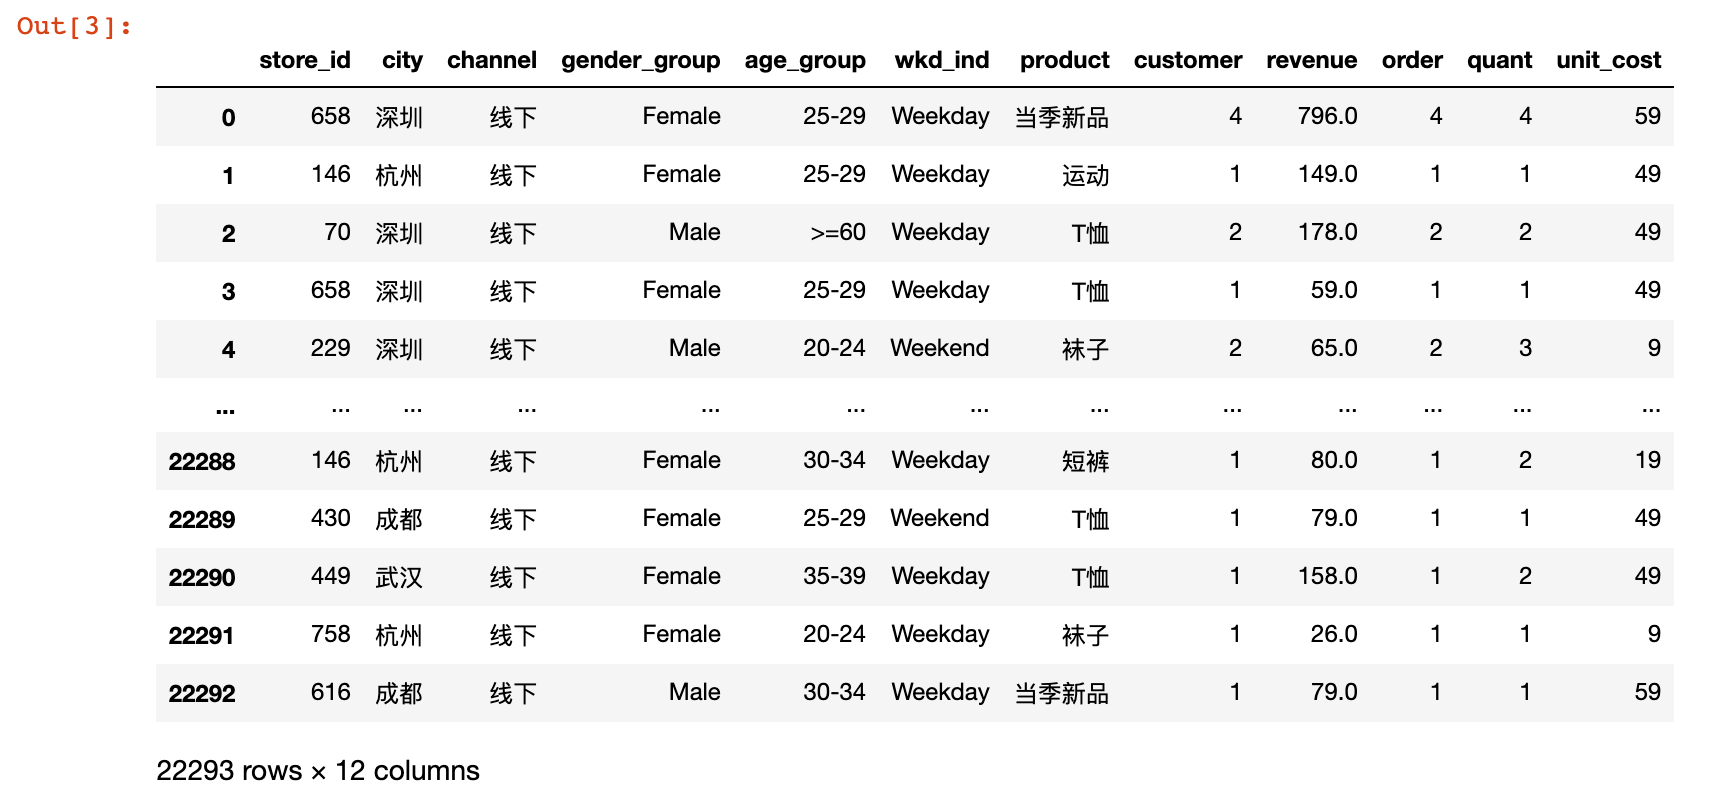 Out[3]:
store_id city channel gender_group age_group wkd_ind product customer revenue order quant unit_cost
0 658 深圳 线下 Female 25-29 Weekday 当季新品 4 796.0 4 4 59
1 146 杭州 线下 Female 25-29 Weekday 运动 1 149.0 1 1 49
2 70 深圳 线下 Male >=60 Weekday T恤 2 178.0 2 2 49
3 658 深圳 线下 Female 25-29 Weekday T恤 1 59.0 1 1 49
4 229 深圳 线下 Male 20-24 Weekend 袜子 2 65.0 2 3 9
... ... ... ... ... ... ... ... ... ... ... ... ...
22288 146 杭州 线下 Female 30-34 Weekday 短裤 1 80.0 1 2 19
22289 430 成都 线下 Female 25-29 Weekend T恤 1 79.0 1 1 49
22290 449 武汉 线下 Female 35-39 Weekday T恤 1 158.0 1 2 49
22291 758 杭州 线下 Female 20-24 Weekday 袜子 1 26.0 1 1 9
22292 616 成都 线下 Male 30-34 Weekday 当季新品 1 79.0 1 1 59
22293 rows × 12 columns